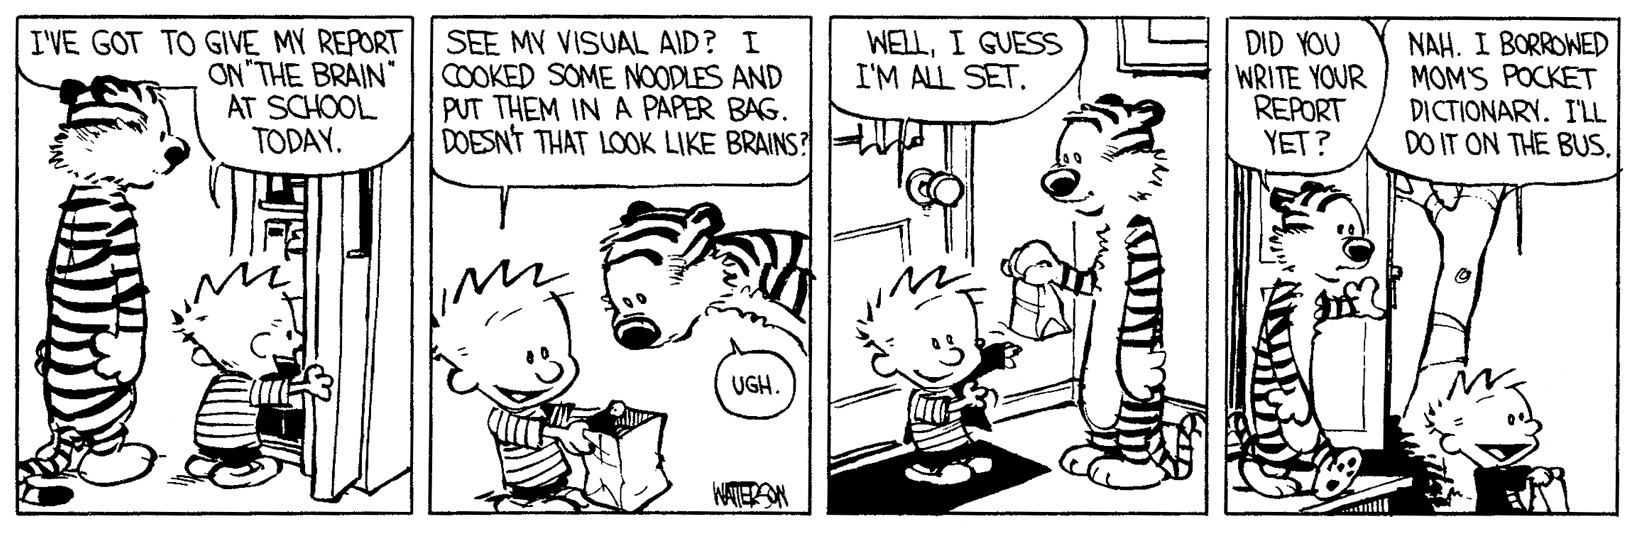 I'VE GOT TO GIVE MY REPORT
ON "THE BRAIN"
AT SCHOOL
TODAY.
SEE MY VISUAL AID? I
COOKED SOME NOODLES AND
PUT THEM IN A PAPER BAG.
DOESN'T THAT LOOK LIKE BRAINS?
UGH.
WATTERSON
WELL, I GUESS
I'M ALL SET.
DID YOU
WRITE YOUR
REPORT
YET?
NAH. I BORROWED
MOM'S POCKET
DICTIONARY. I'LL
DO IT ON THE BUS.